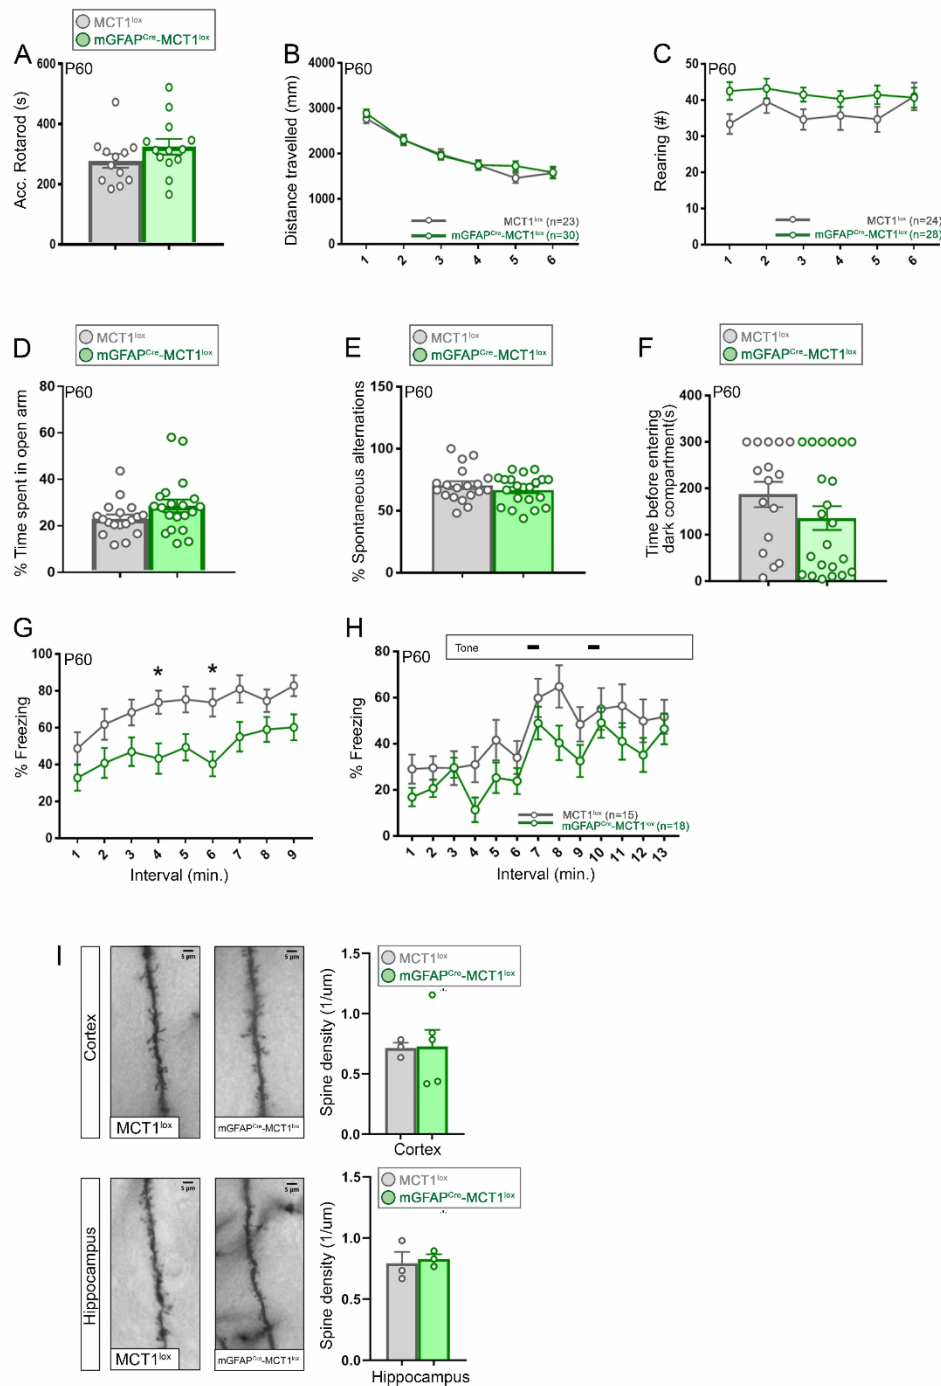 MCT1lox
mGFAPCre-MCT1lox
A
P60
Acc. Rotarod (s)
600
400
200
0
B
P60
Distance travelled (mm)
4000
3000
2000
1000
0
MCT1lox (n=23)
mGFAPCre-MCT1lox (n=30)
1 2 3 4 5 6
C
P60
Rearing (#)
50
40
30
20
10
0
MCT1lox (n=24)
mGFAPCre-MCT1lox (n=28)
1 2 3 4 5 6
D
MCT1lox
mGFAPCre-MCT1lox
P60
% Time spent in open arm
80
60
40
20
0
E
MCT1lox
mGFAPCre-MCT1lox
P60
% Spontaneous alternations
150
100
50
0
F
MCT1lox
mGFAPCre-MCT1lox
P60
Time before entering
dark compartment(s)
400
300
200
100
0
G
P60
% Freezing
100
80
60
40
20
0
* *
1 2 3 4 5 6 7 8 9
Interval (min.)
H
Tone
P60
% Freezing
80
60
40
20
0
MCT1lox (n=15)
mGFAPCre-MCT1lox (n=18)
1 2 3 4 5 6 7 8 9 10 11 12 13
Interval (min.)
I
Cortex
5 µm
MCT1lox
5 µm
mGFAPCre-MCT1lox
Spine density (1/um)
1.5
1.0
0.5
0.0
MCT1lox
mGFAPCre-MCT1lox
Cortex
Hippocampus
5 µm
MCT1lox
5 µm
mGFAPCre-MCT1lox
Spine density (1/um)
1.5
1.0
0.5
0.0
MCT1lox
mGFAPCre-MCT1lox
Hippocampus